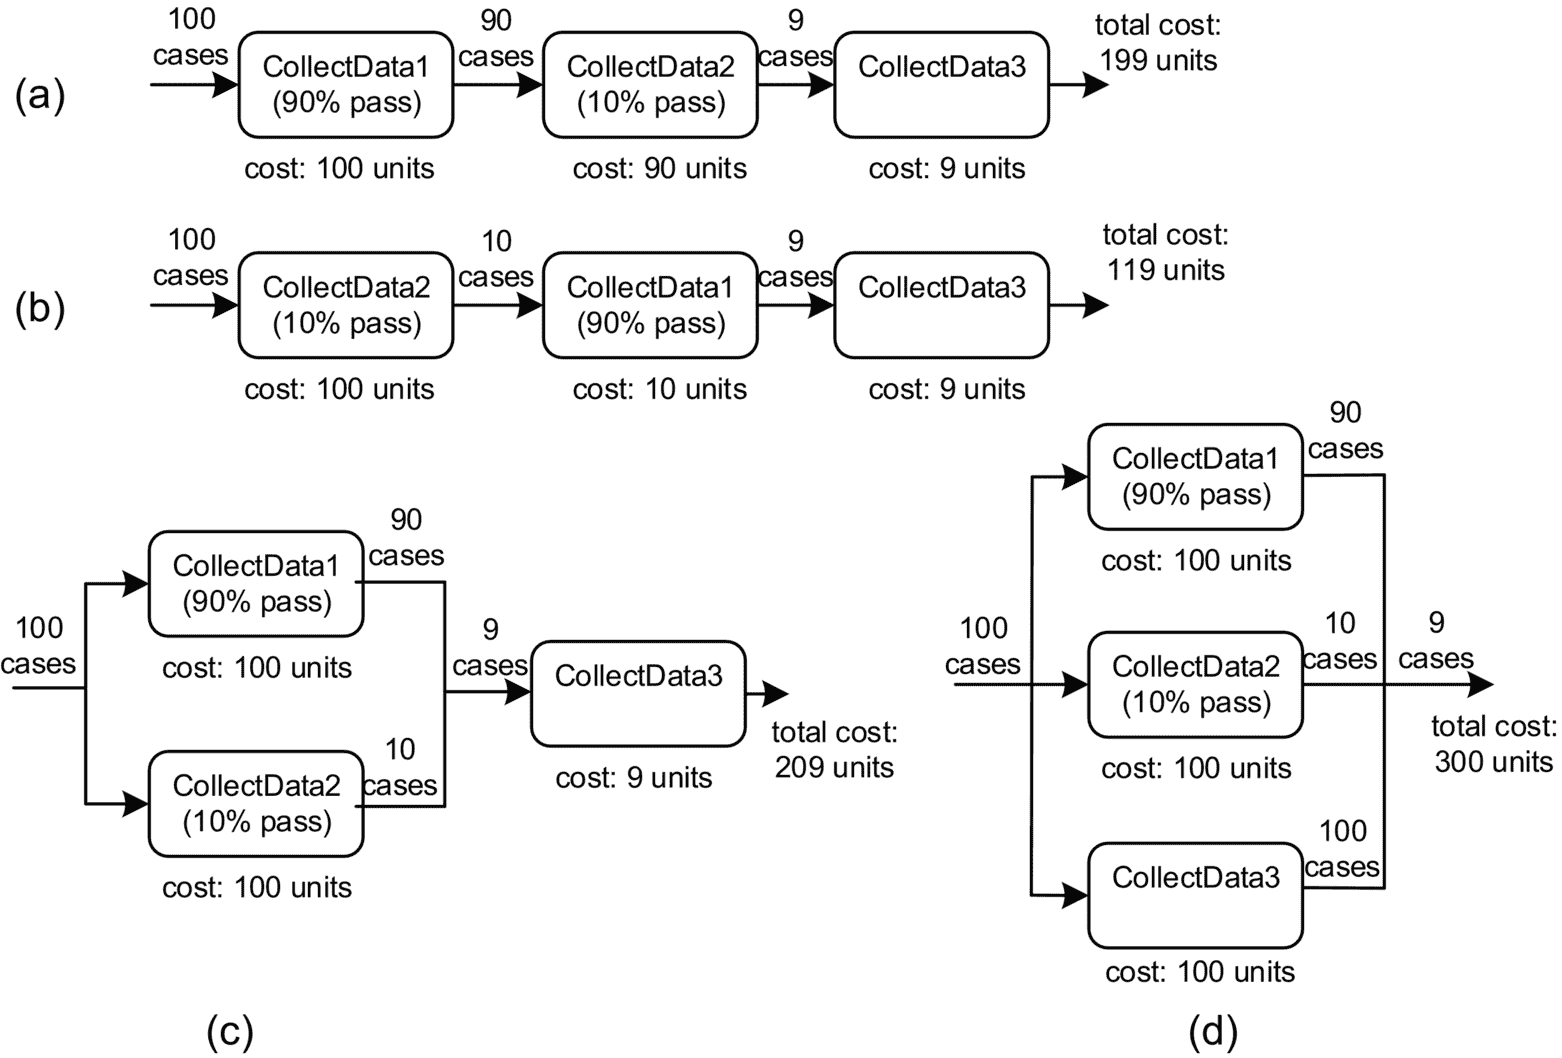 (a)
100
cases
CollectData1
(90% pass)
cost: 100 units
90
cases
CollectData2
(10% pass)
cost: 90 units
9
cases
CollectData3
cost: 9 units
total cost:
199 units
(b)
100
cases
CollectData2
(10% pass)
cost: 100 units
10
cases
CollectData1
(90% pass)
cost: 10 units
9
cases
CollectData3
cost: 9 units
total cost:
119 units
100
cases
CollectData1
(90% pass)
cost: 100 units
90
cases
CollectData2
(10% pass)
cost: 100 units
10
cases
9
cases
CollectData3
cost: 9 units
total cost:
209 units
(c)
100
cases
CollectData1
(90% pass)
cost: 100 units
90
cases
CollectData2
(10% pass)
cost: 100 units
10
cases
CollectData3
cost: 100 units
100
cases
9
cases
total cost:
300 units
(d)